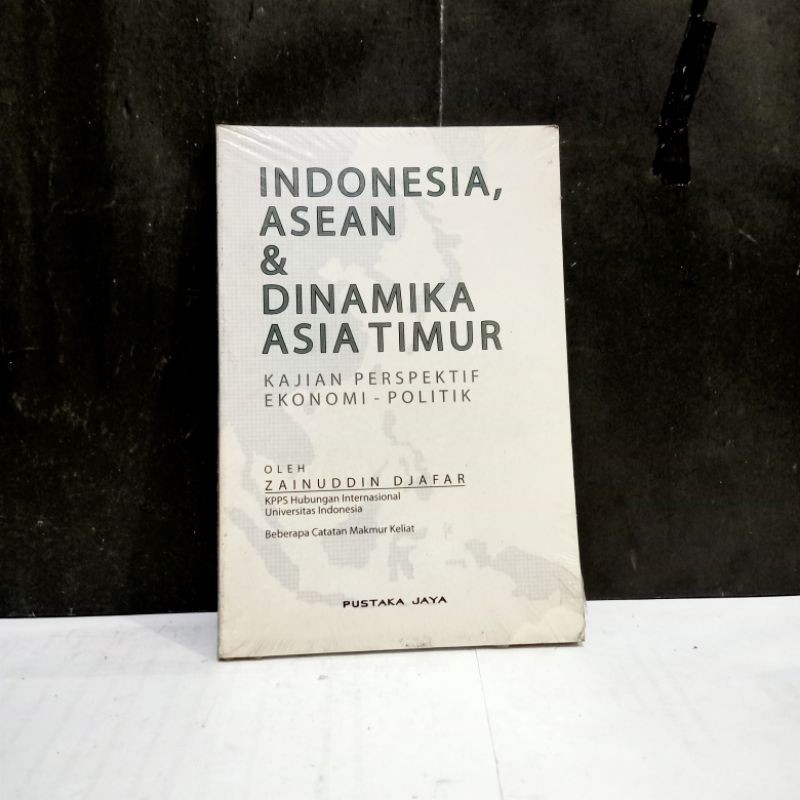 INDONESIA,
ASEAN
&
DINAMIKA
ASIA TIMUR
KAJIAN PERSPEKTIF
EKONOMI - POLITIK
OLEH
ZAINUDDIN DJAFAR
KPPS Hubungan Internasional
Universitas Indonesia
Beberapa Catatan Makmur Keliat
PUSTAKA JAYA